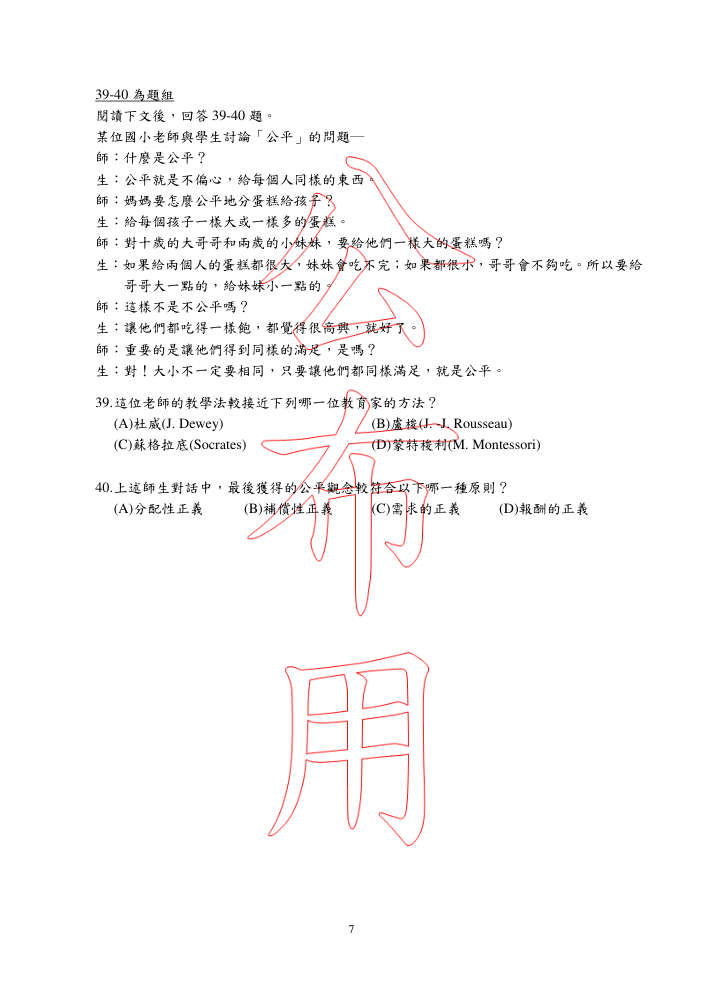 39-40 為題組
閱讀下文後，回答 39-40 題。
某位國小老師與學生討論「公平」的問題─
師：什麼是公平？
生：公平就是不偏心，給每個人同樣的東西。
師：媽媽要怎麼公平地分蛋糕給孩子？
生：給每個孩子一樣大或一樣多的蛋糕。
師：對十歲的大哥哥和兩歲的小妹妹，要給他們一樣大的蛋糕嗎？
生：如果給兩個人的蛋糕都很大，妹妹會吃不完；如果都很小，哥哥會不夠吃。所以要給
哥哥大一點的，給妹妹小一點的。
師：這樣不是不公平嗎？
生：讓他們都吃得一樣飽，都覺得很高興，就好了。
師：重要的是讓他們得到同樣的滿足，是嗎？
生：對！大小不一定要相同，只要讓他們都同樣滿足，就是公平。
39.這位老師的教學法較接近下列哪一位教育家的方法？
(A)杜威(J. Dewey) (B)盧梭(J. -J. Rousseau)
(C)蘇格拉底(Socrates) (D)蒙特梭利(M. Montessori)
40.上述師生對話中，最後獲得的公平觀念較符合以下哪一種原則？
(A)分配性正義 (B)補償性正義 (C)需求的正義 (D)報酬的正義
公布用
7